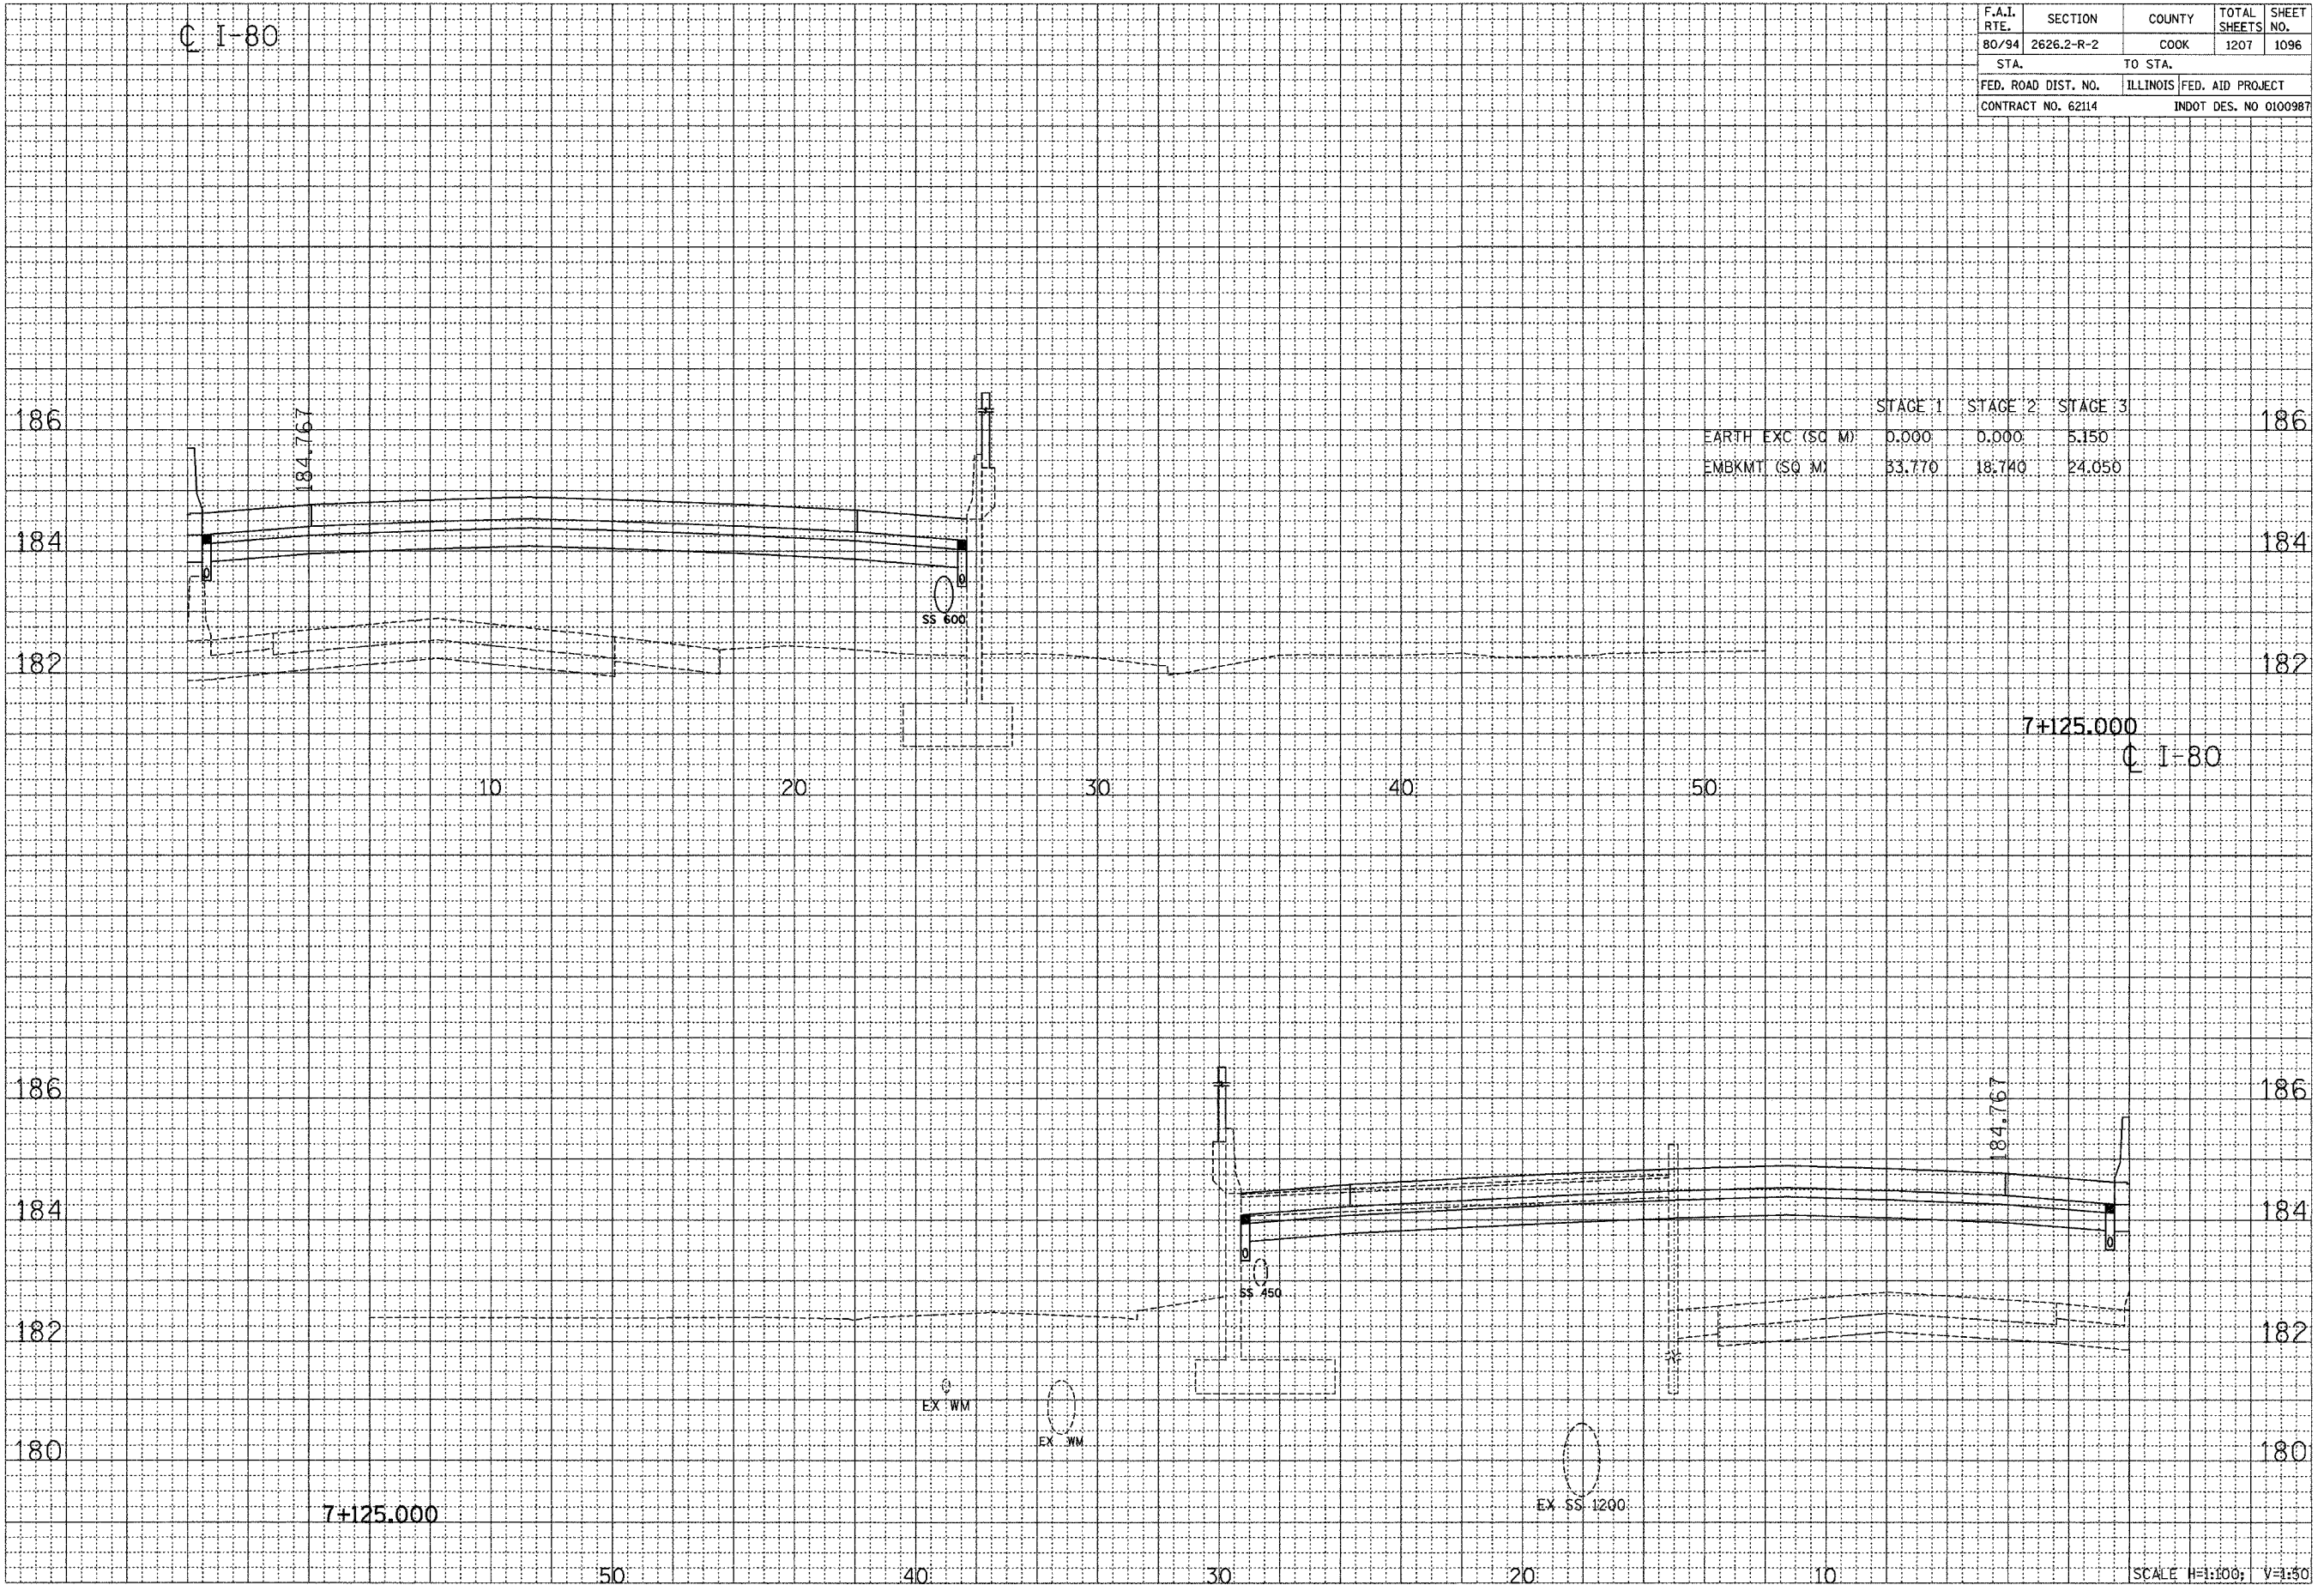 F.A.I. RTE. SECTION COUNTY TOTAL SHEETS SHEET NO.
80/94 2626.2-R-2 COOK 1207 1096
STA. TO STA.
FED. ROAD DIST. NO. ILLINOIS FED. AID PROJECT
CONTRACT NO. 62114 INDOT DES. NO 0100987
℄ I-80
STAGE 1 STAGE 2 STAGE 3
EARTH EXC (SQ M) 0.000 0.000 5.150
EMBKMT (SQ M) 33.770 18.740 24.050
186 186
184.767
184 184
SS 600
182 182
7+125.000
℄ I-80
10 20 30 40 50
186 186
184.767
184 184
SS 450
182 182
EX WM
EX WM
180 180
EX SS 1200
7+125.000
50 40 30 20 10
SCALE H=1:100; V=1:50